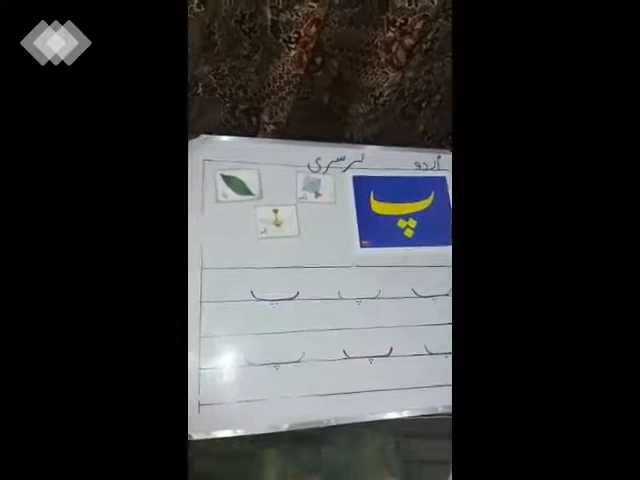 اردو نرسری
پ
پ پ پ
پ پ پ